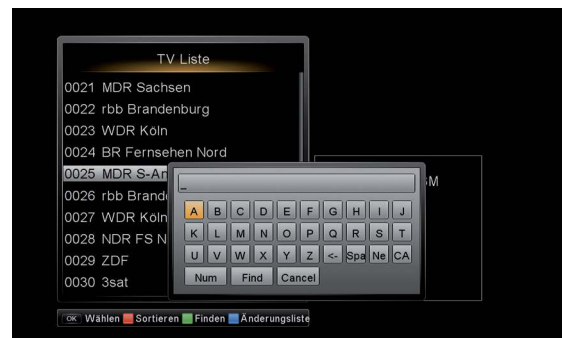 TV Liste
0021 MDR Sachsen
0022 rbb Brandenburg
0023 WDR Köln
0024 BR Fernsehen Nord
0025 MDR S-An
0026 rbb Brand
0027 WDR Köln
0028 NDR FS N
0029 ZDF
0030 3sat
SM
_
A B C D E F G H I J
K L M N O P Q R S T
U V W X Y Z <- Spa Ne CA
Num Find Cancel
OK Wählen Sortieren Finden Änderungsliste